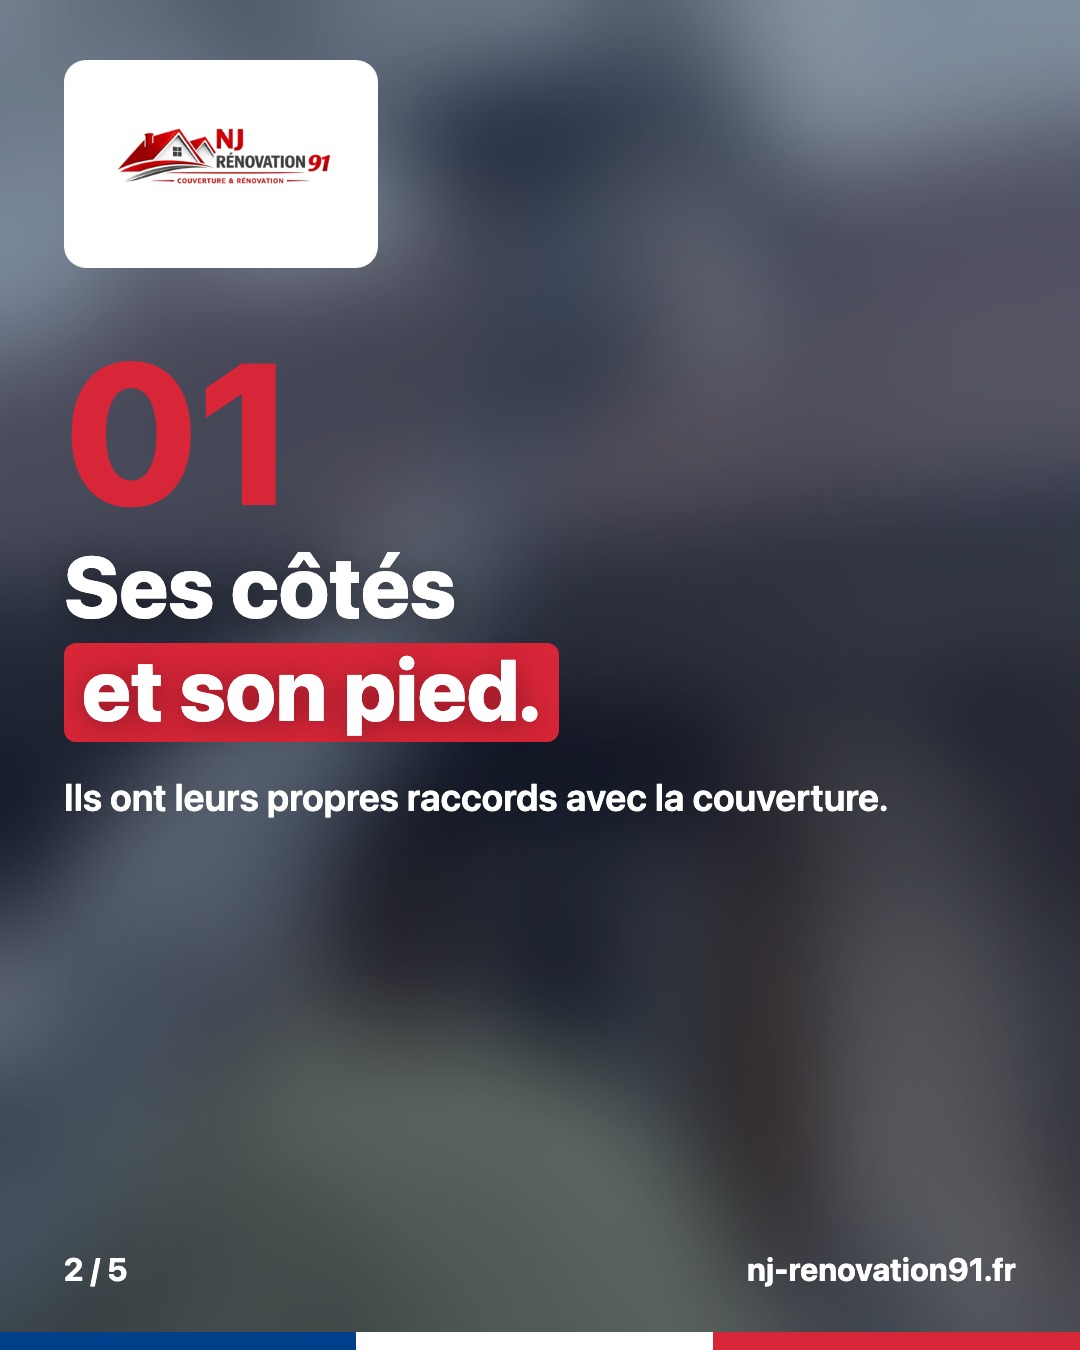 NJ
RÉNOVATION 91
COUVERTURE & RÉNOVATION
01
Ses côtés
et son pied.
Ils ont leurs propres raccords avec la couverture.
2 / 5
nj-renovation91.fr